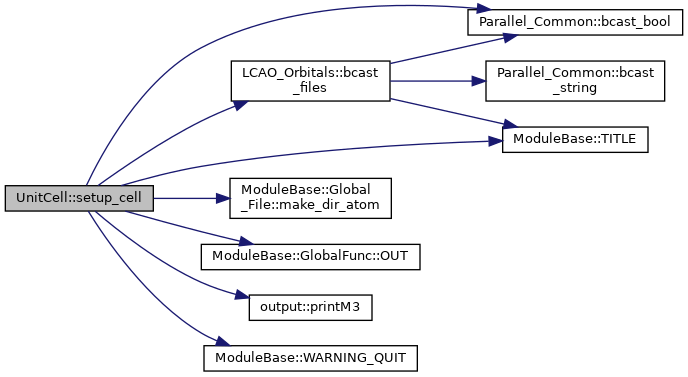 Parallel_Common::bcast_bool
LCAO_Orbitals::bcast
_files
Parallel_Common::bcast
_string
ModuleBase::TITLE
UnitCell::setup_cell
ModuleBase::Global
_File::make_dir_atom
ModuleBase::GlobalFunc::OUT
output::printM3
ModuleBase::WARNING_QUIT